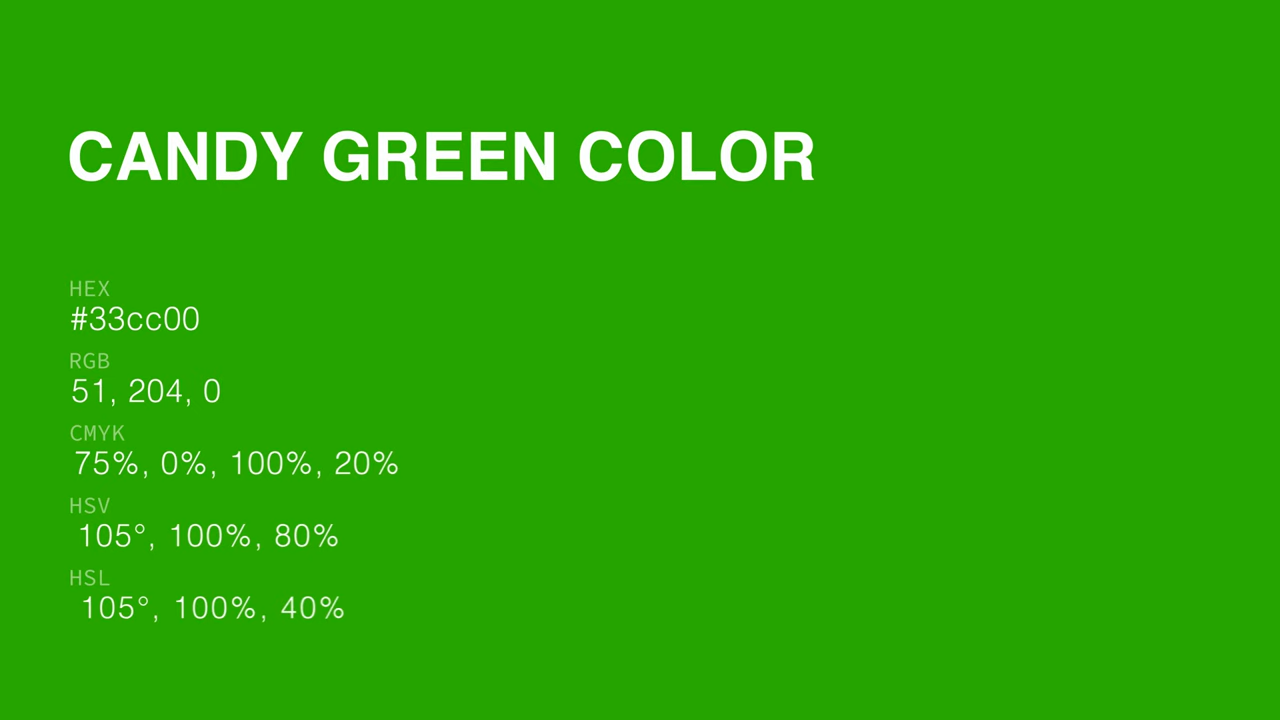 CANDY GREEN COLOR
HEX
#33cc00
RGB
51, 204, 0
CMYK
75%, 0%, 100%, 20%
HSV
105°, 100%, 80%
HSL
105°, 100%, 40%